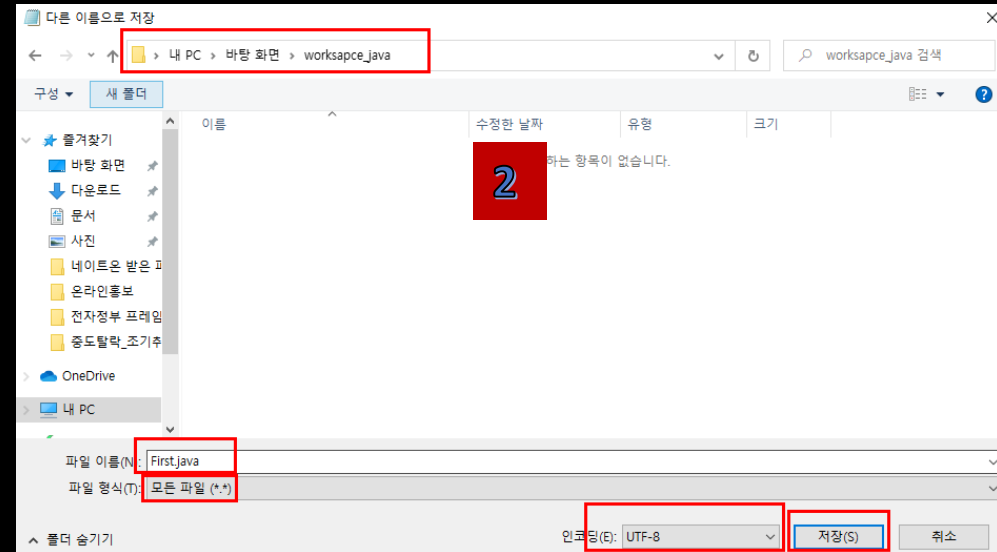 다른 이름으로 저장
내 PC > 바탕 화면 > worksapce_java
worksapce_java 검색
구성
새 폴더
이름
수정한 날짜
유형
크기
즐겨찾기
바탕 화면
다운로드
문서
사진
네이트온 받은
온라인홍보
전자정부 프레임
중도탈락_조기취
OneDrive
내 PC
2
하는 항목이 없습니다.
파일 이름(N): First.java
파일 형식(T): 모든 파일 (*.*)
폴더 숨기기
인코딩(E): UTF-8
저장(S)
취소